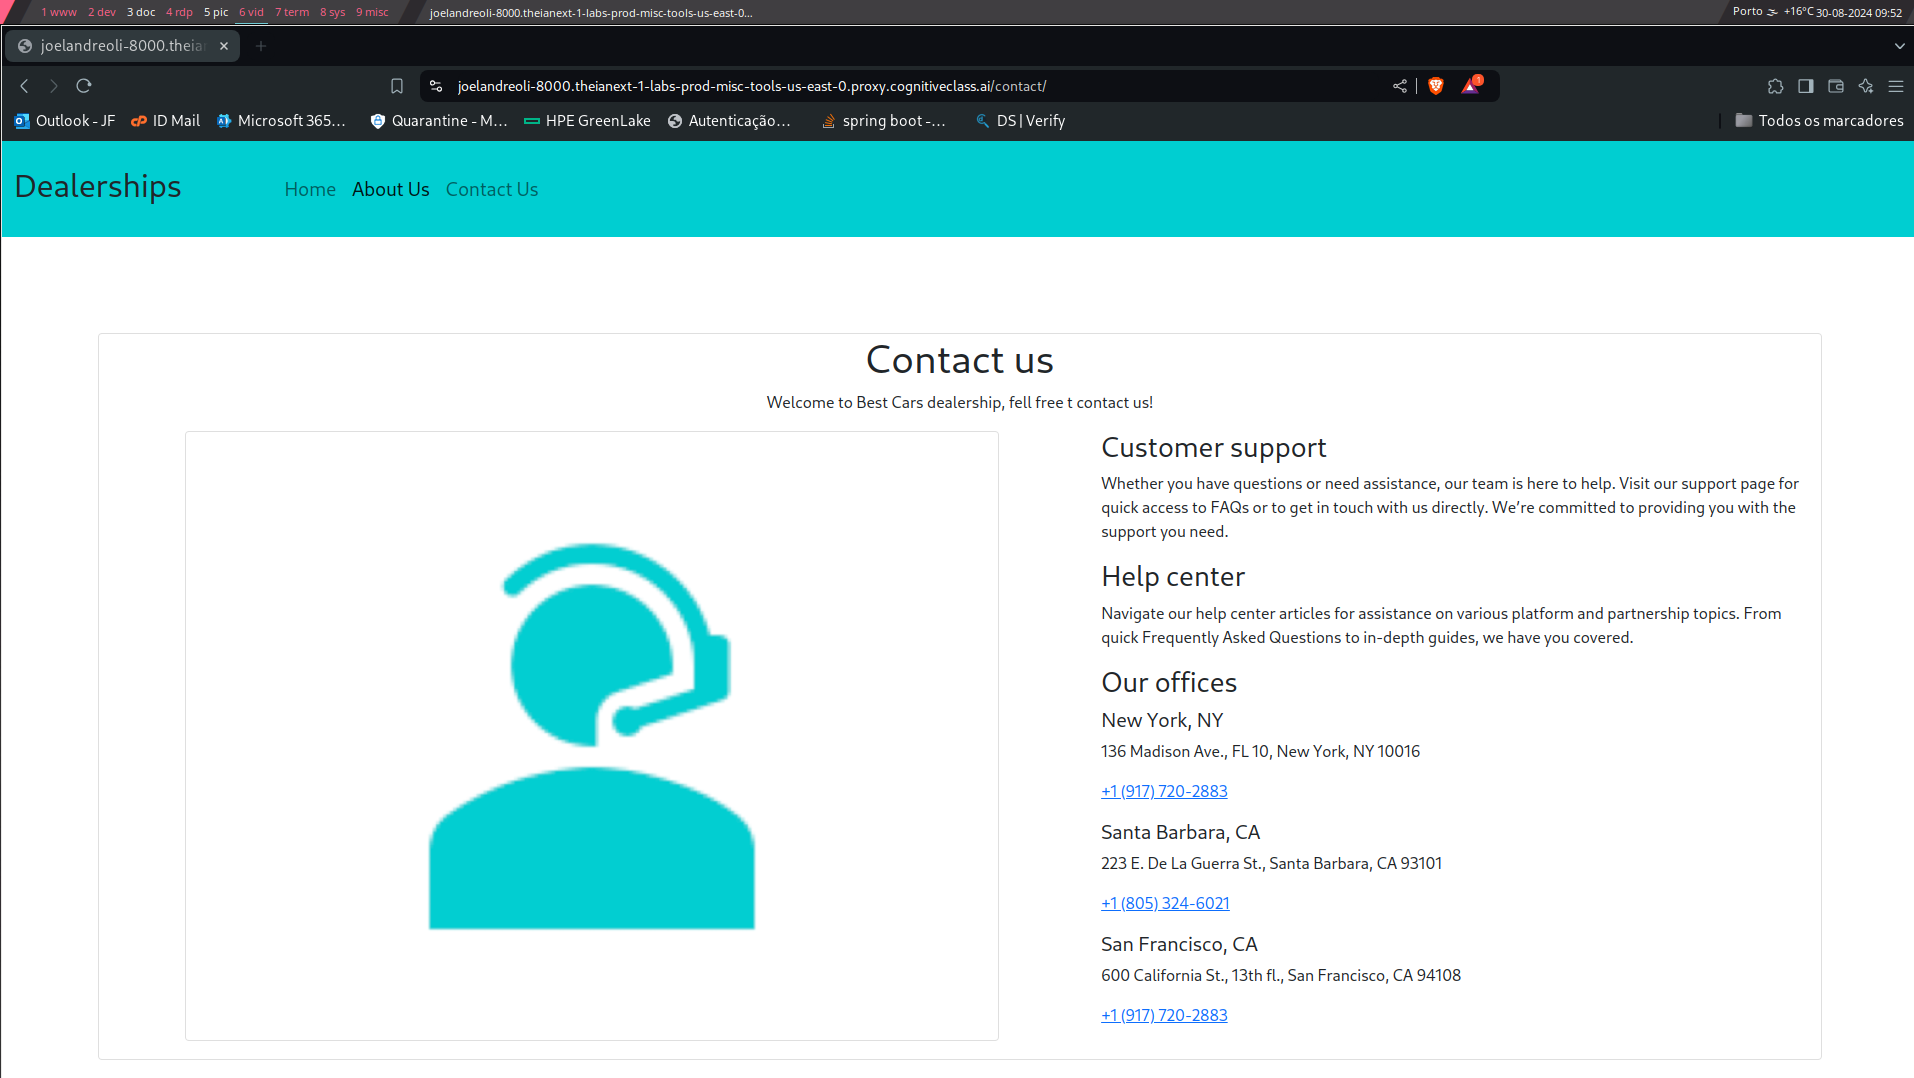 1 www 2 dev 3 doc 4 rdp 5 pic 6 vid 7 term 8 sys 9 misc joelandreoli-8000.theianext-1-labs-prod-misc-tools-us-east-0... Porto +16°C 30-08-2024 09:52
joelandreoli-8000.theia
joelandreoli-8000.theianext-1-labs-prod-misc-tools-us-east-0.proxy.cognitiveclass.ai/contact/ 1
Outlook - JF ID Mail Microsoft 365... Quarantine - M... HPE GreenLake Autenticação... spring boot -... DS | Verify Todos os marcadores
Dealerships Home About Us Contact Us
Contact us
Welcome to Best Cars dealership, fell free t contact us!
Customer support
Whether you have questions or need assistance, our team is here to help. Visit our support page for
quick access to FAQs or to get in touch with us directly. We’re committed to providing you with the
support you need.
Help center
Navigate our help center articles for assistance on various platform and partnership topics. From
quick Frequently Asked Questions to in-depth guides, we have you covered.
Our offices
New York, NY
136 Madison Ave., FL 10, New York, NY 10016
+1 (917) 720-2883
Santa Barbara, CA
223 E. De La Guerra St., Santa Barbara, CA 93101
+1 (805) 324-6021
San Francisco, CA
600 California St., 13th fl., San Francisco, CA 94108
+1 (917) 720-2883